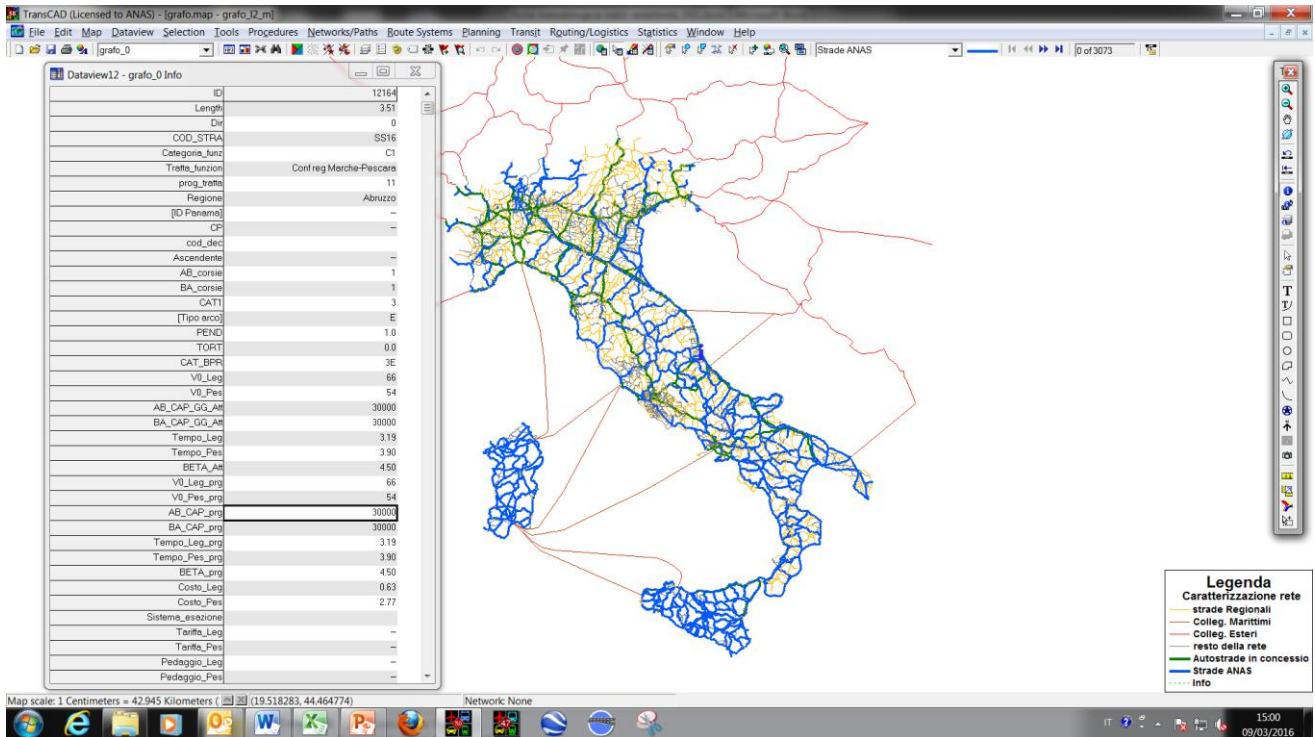 TransCAD (Licensed to ANAS) - [grafo.map - grafo_l2_m]
File Edit Map Dataview Selection Tools Procedures Networks/Paths Route Systems Planning Transit Routing/Logistics Statistics Window Help
grafo_0
Strade ANAS
0 of 3073
Dataview12 - grafo_0 Info
ID 12164
Length 3.51
Dir 0
COD_STRA SS16
Categoria_funz C1
Tratta_funzion Conf reg Marche-Pescara
prog_tratta 11
Regione Abruzzo
[ID Panama] --
CP --
cod_dec
Ascendente --
AB_corsie 1
BA_corsie 1
CAT1 3
[Tipo arco] E
PEND 1.0
TORT 0.0
CAT_BPR 3E
V0_Leg 66
V0_Pes 54
AB_CAP_GG_Att 30000
BA_CAP_GG_Att 30000
Tempo_Leg 3.19
Tempo_Pes 3.90
BETA_Att 4.50
V0_Leg_prg 66
V0_Pes_prg 54
AB_CAP_prg 30000
BA_CAP_prg 30000
Tempo_Leg_prg 3.19
Tempo_Pes_prg 3.90
BETA_prg 4.50
Costo_Leg 0.63
Costo_Pes 2.77
Sistema_esazione
Tariffa_Leg --
Tariffa_Pes --
Pedaggio_Leg --
Pedaggio_Pes --
Legenda
Caratterizzazione rete
strade Regionali
Colleg. Marittimi
Colleg. Esteri
resto della rete
Autostrade in concessio
Strade ANAS
Info
Map scale: 1 Centimeters = 42.945 Kilometers ( (19.518283, 44.464774)
Network: None
IT
15:00
09/03/2016